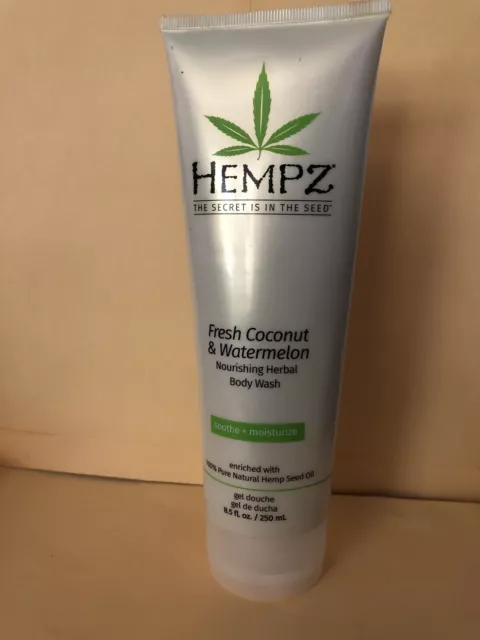 HEMPZ
THE SECRET IS IN THE SEED
Fresh Coconut
& Watermelon
Nourishing Herbal
Body Wash
soothe + moisturize
enriched with
100% Pure Natural Hemp Seed Oil
gel douche
gel de ducha
8.5 fl. oz. / 250 mL